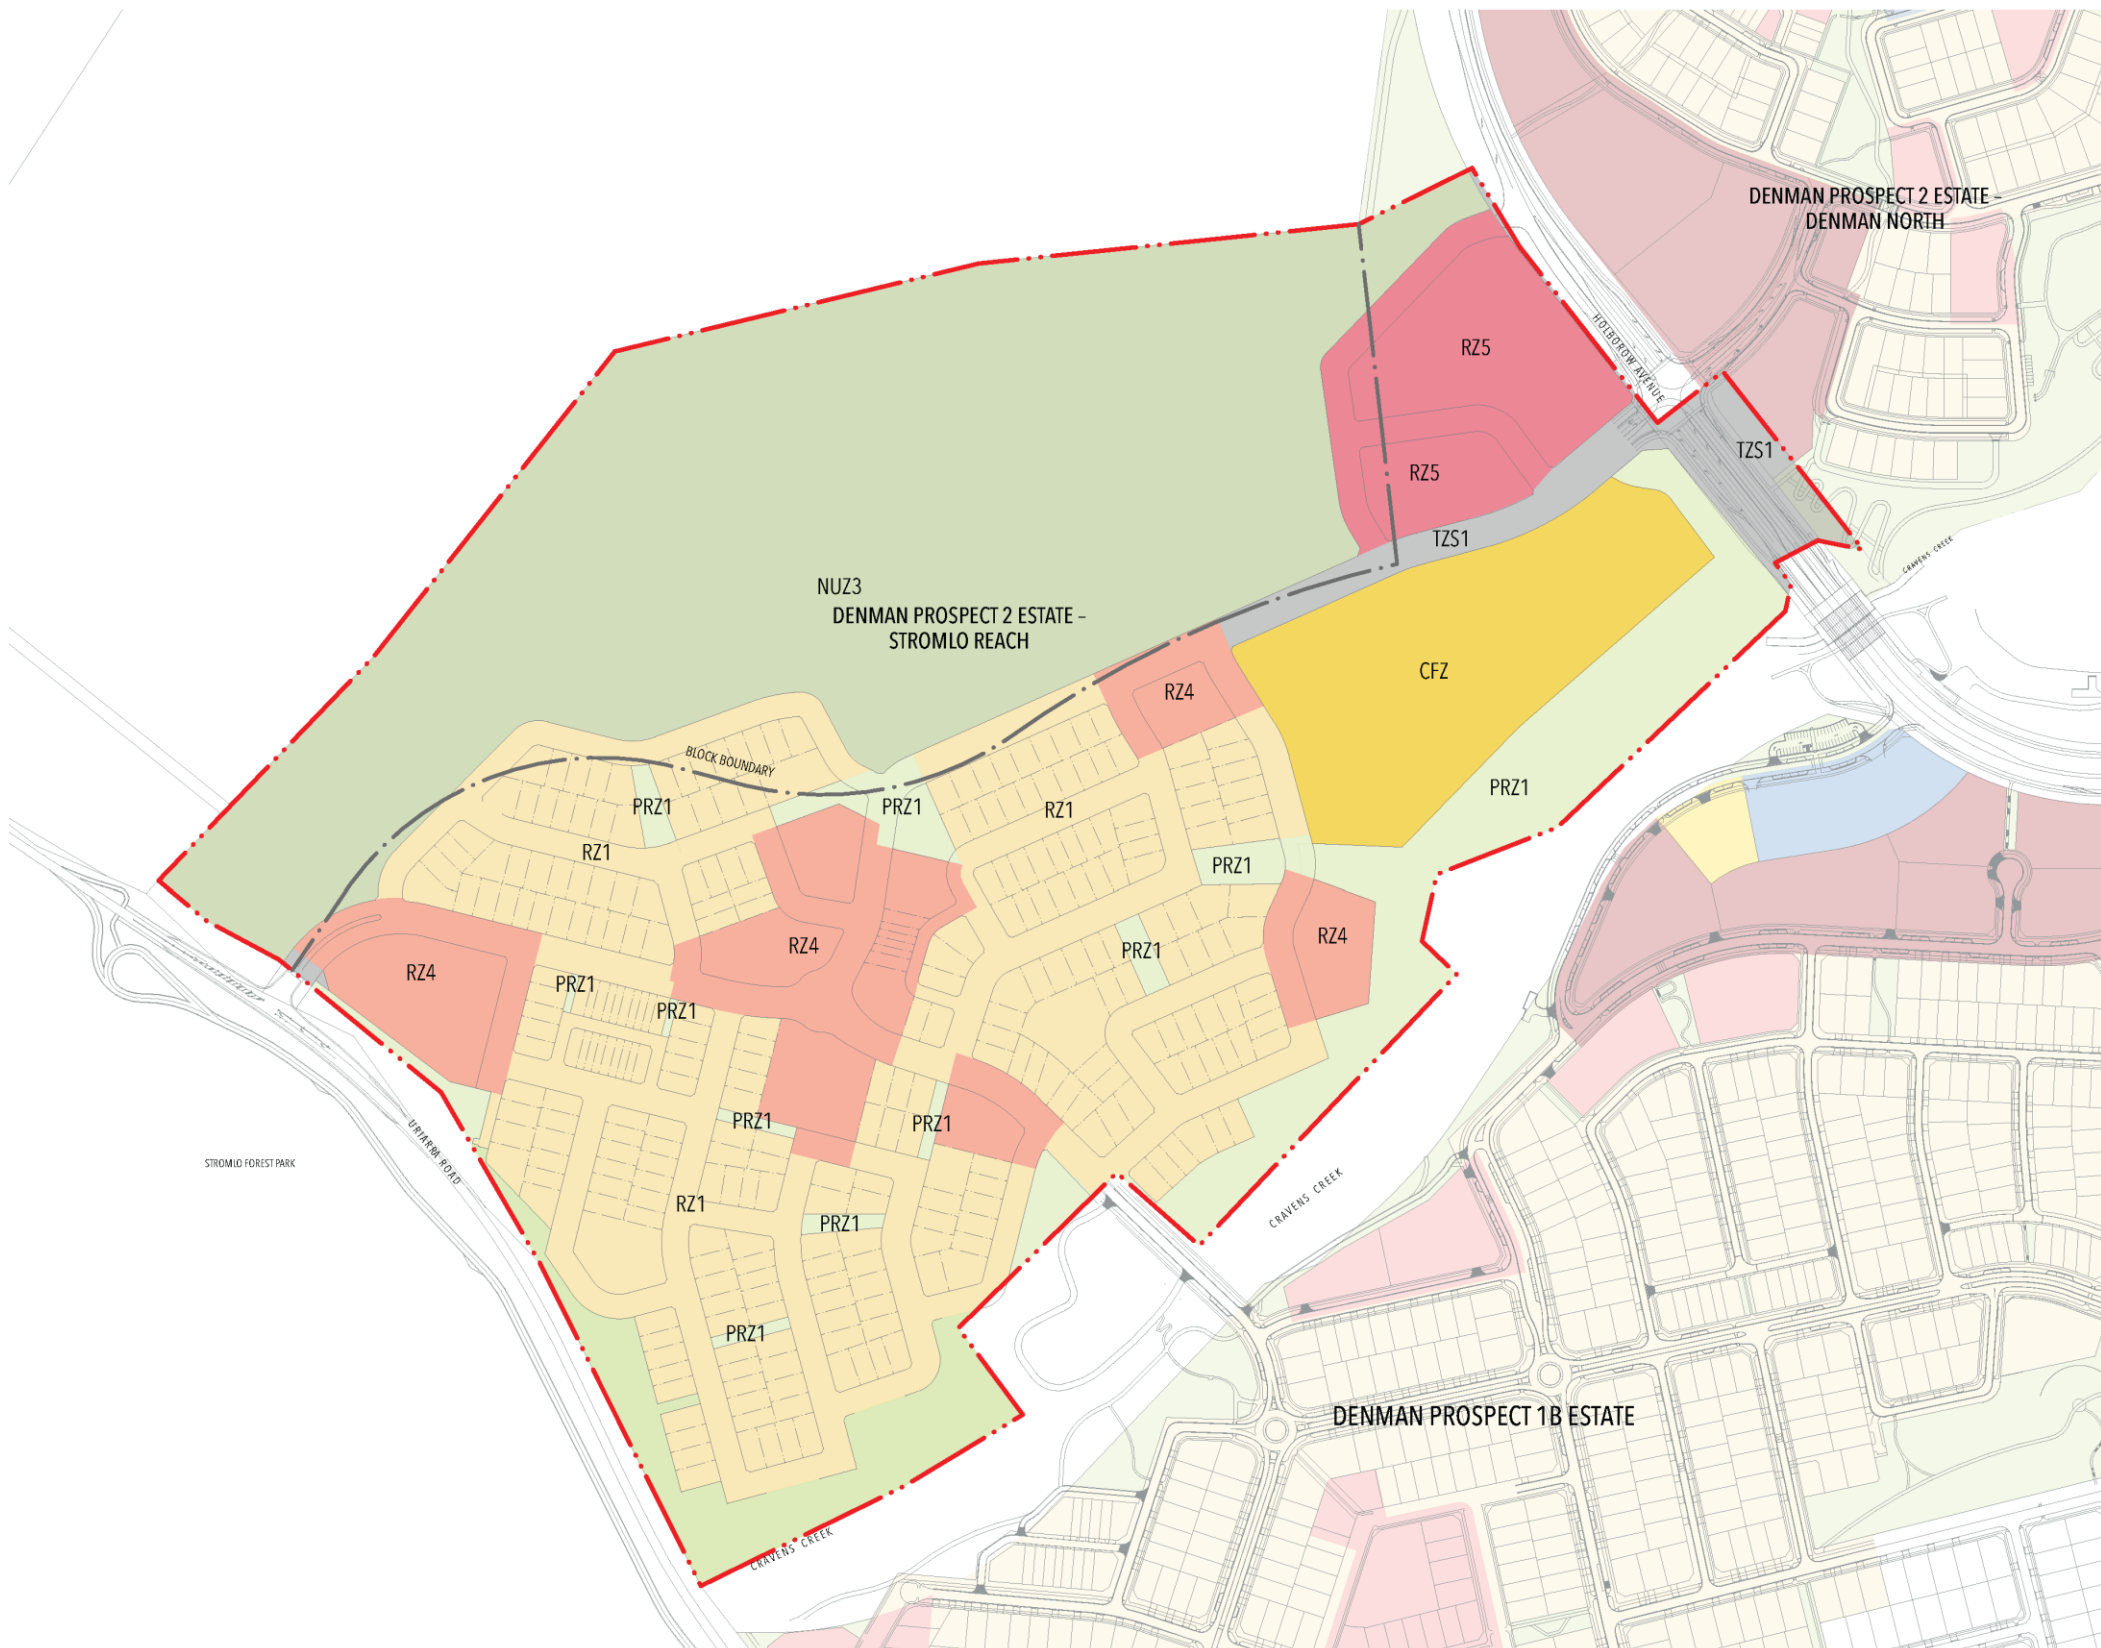 DENMAN PROSPECT 2 ESTATE –
DENMAN NORTH
HOLBOROW AVENUE
RZ5
TZS1
RZ5
TZS1
CRAVENS CREEK
NUZ3
DENMAN PROSPECT 2 ESTATE –
STROMLO REACH
CFZ
RZ4
BLOCK BOUNDARY
PRZ1
PRZ1
PRZ1
RZ1
RZ1
PRZ1
RZ4
RZ4
PRZ1
RZ4
PRZ1
PRZ1
PRZ1
PRZ1
URIARRA ROAD
STROMLO FOREST PARK
RZ1
PRZ1
CRAVENS CREEK
PRZ1
DENMAN PROSPECT 1B ESTATE
CRAVENS CREEK